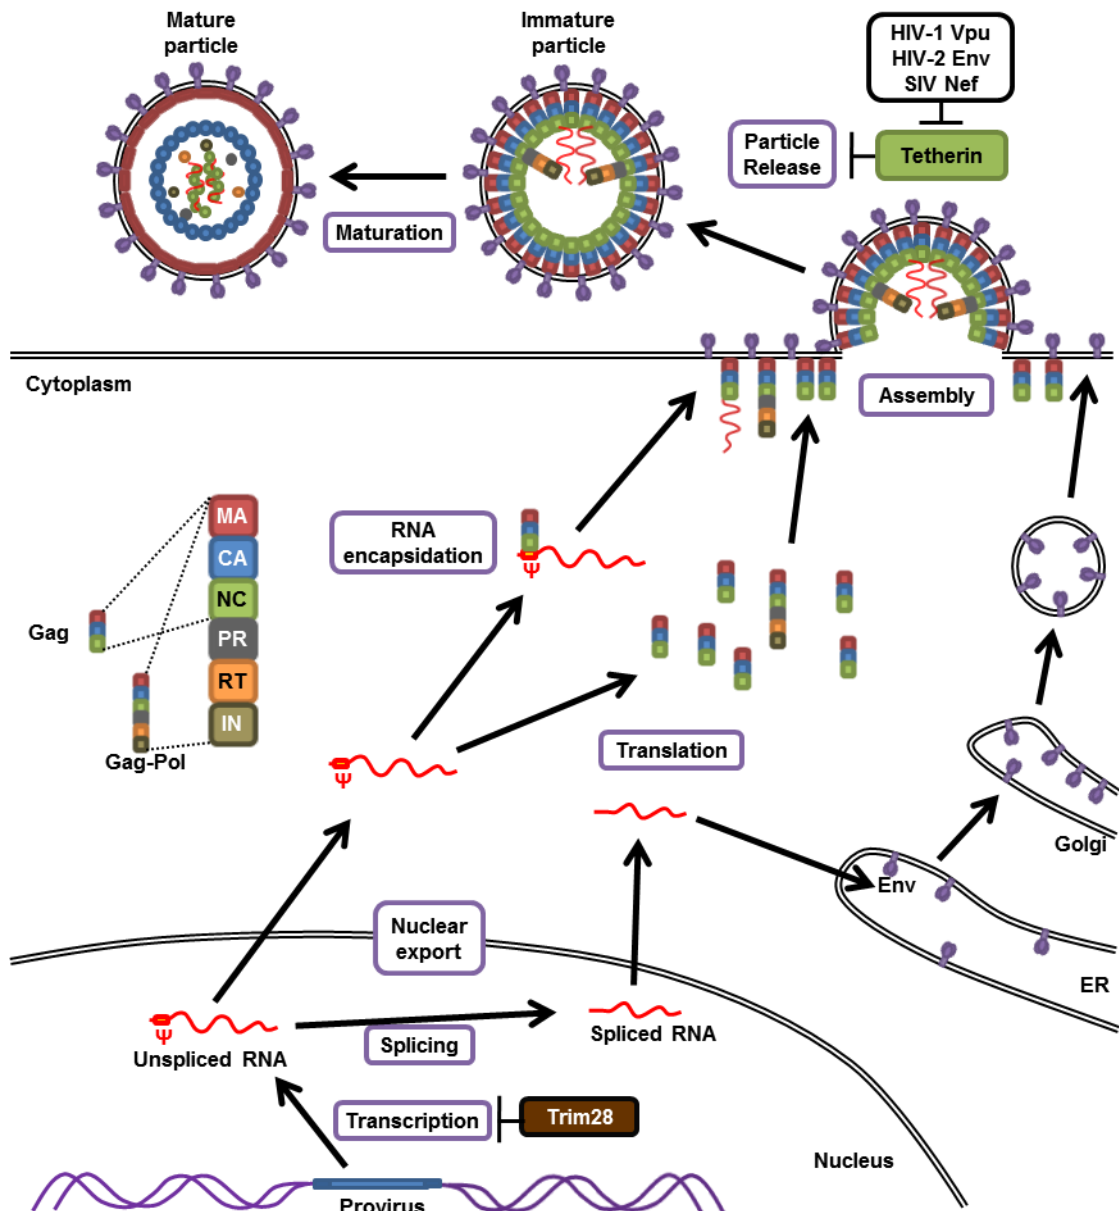 Mature
particle
Immature
particle
HIV-1 Vpu
HIV-2 Env
SIV Nef
Particle
Release
Tetherin
Maturation
Cytoplasm
Assembly
MA
CA
NC
PR
RT
IN
Gag
Gag-Pol
RNA
encapsidation
Ψ
Ψ
Translation
Golgi
Env
ER
Nuclear
export
Ψ
Unspliced RNA
Splicing
Spliced RNA
Transcription
Trim28
Nucleus
Provirus